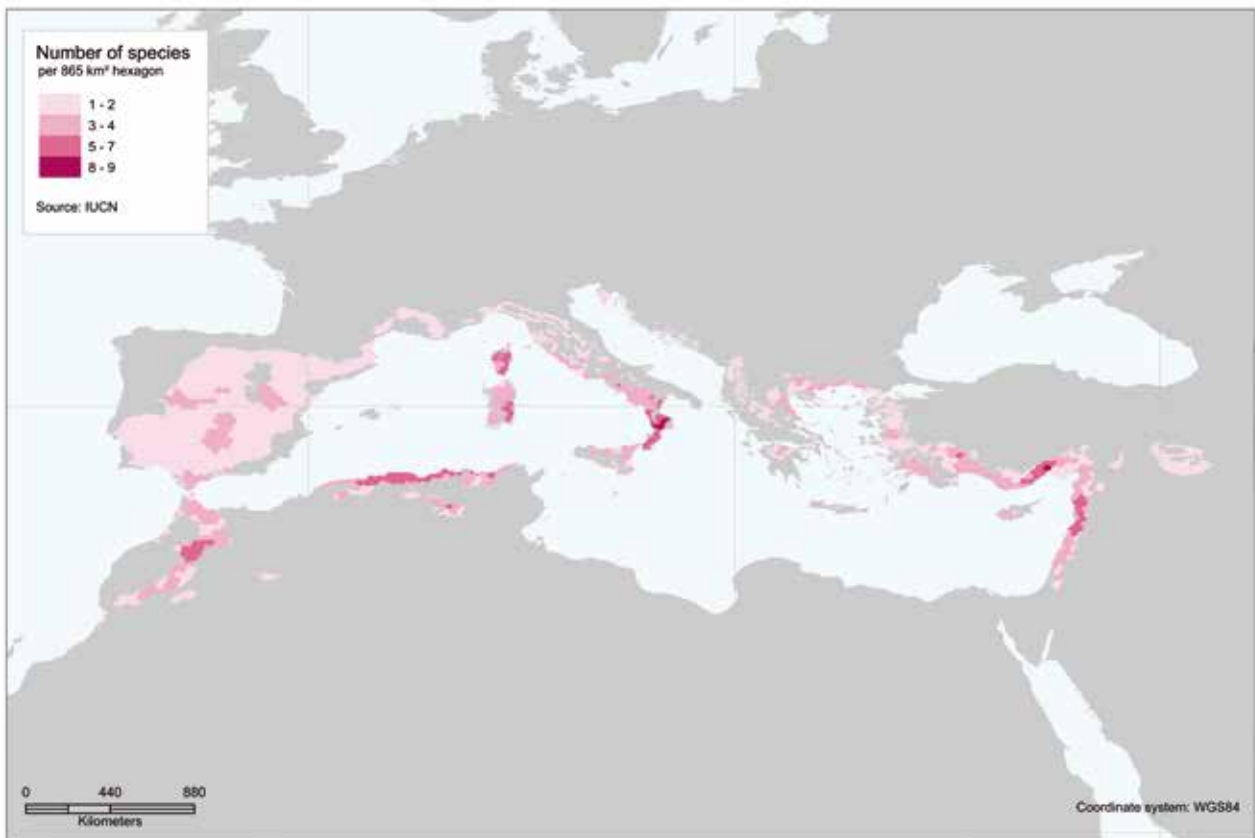 Number of species
per 865 km² hexagon
1 - 2
3 - 4
5 - 7
8 - 9
Source: IUCN
0 440 880
Kilometers
Coordinate system: WGS84